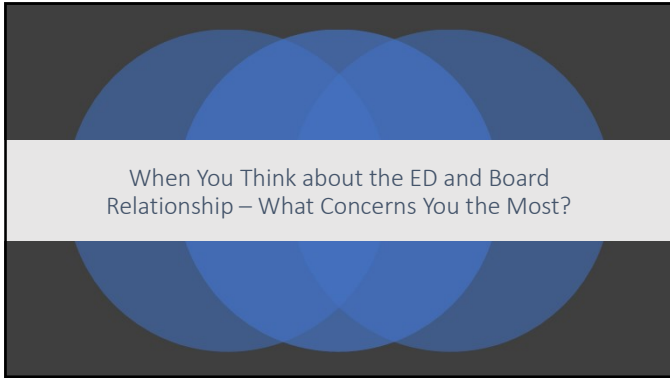 When You Think about the ED and Board
Relationship – What Concerns You the Most?